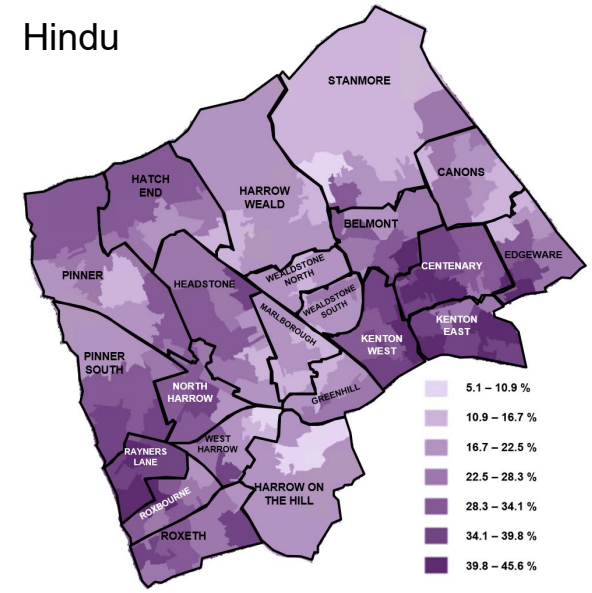 Hindu
STANMORE
HATCH
END
HARROW
WEALD
CANONS
BELMONT
PINNER
HEADSTONE
WEALDSTONE
NORTH
CENTENARY
EDGEWARE
WEALDSTONE
SOUTH
MARLBOROUGH
KENTON
WEST
KENTON
EAST
PINNER
SOUTH
NORTH
HARROW
GREENHILL
WEST
HARROW
RAYNERS
LANE
ROXBOURNE
HARROW ON
THE HILL
ROXETH
5.1 – 10.9 %
10.9 – 16.7 %
16.7 – 22.5 %
22.5 – 28.3 %
28.3 – 34.1 %
34.1 – 39.8 %
39.8 – 45.6 %